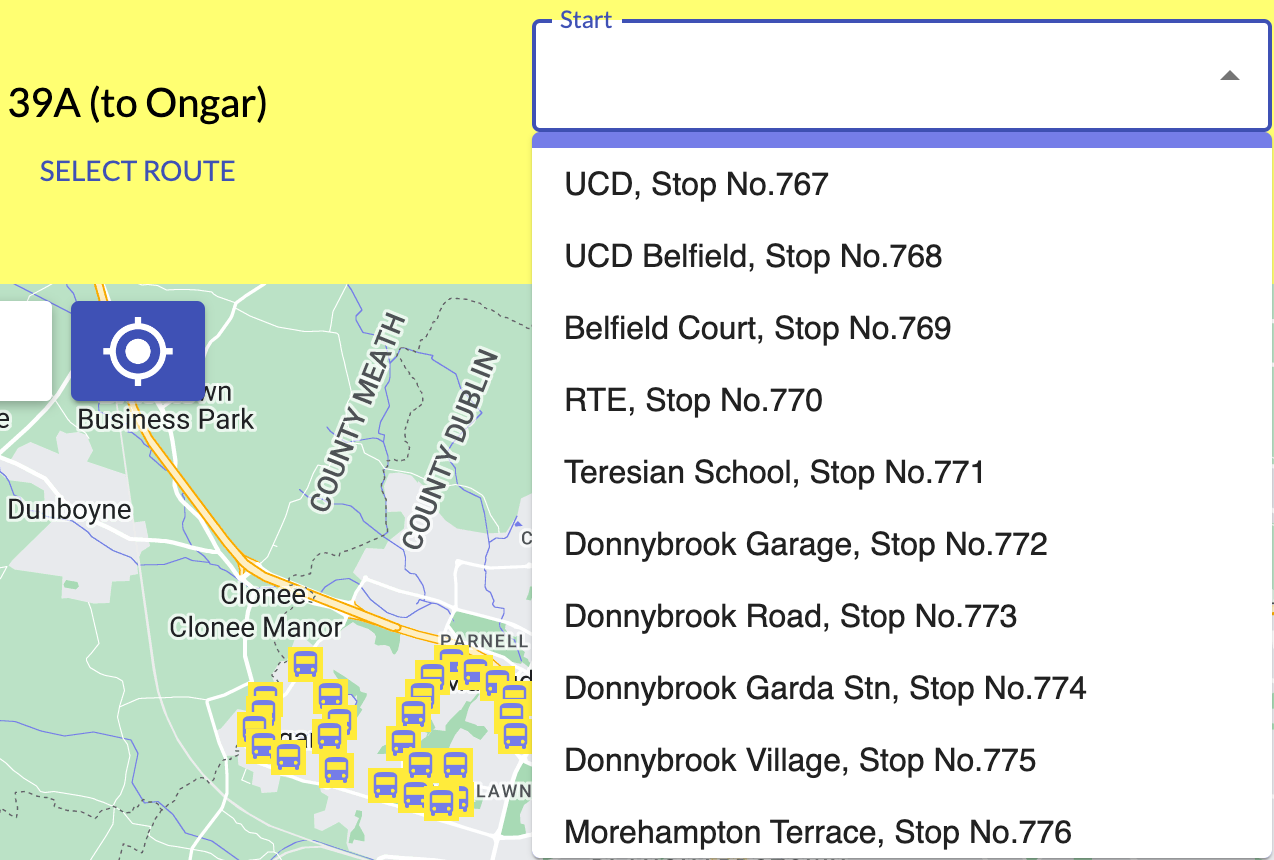 Start
39A (to Ongar)
SELECT ROUTE
UCD, Stop No.767
UCD Belfield, Stop No.768
Belfield Court, Stop No.769
RTE, Stop No.770
Teresian School, Stop No.771
Donnybrook Garage, Stop No.772
Donnybrook Road, Stop No.773
Donnybrook Garda Stn, Stop No.774
Donnybrook Village, Stop No.775
Morehampton Terrace, Stop No.776
COUNTY MEATH
COUNTY DUBLIN
Business Park
Dunboyne
Clonee
Clonee Manor
PARNELL
LAWN